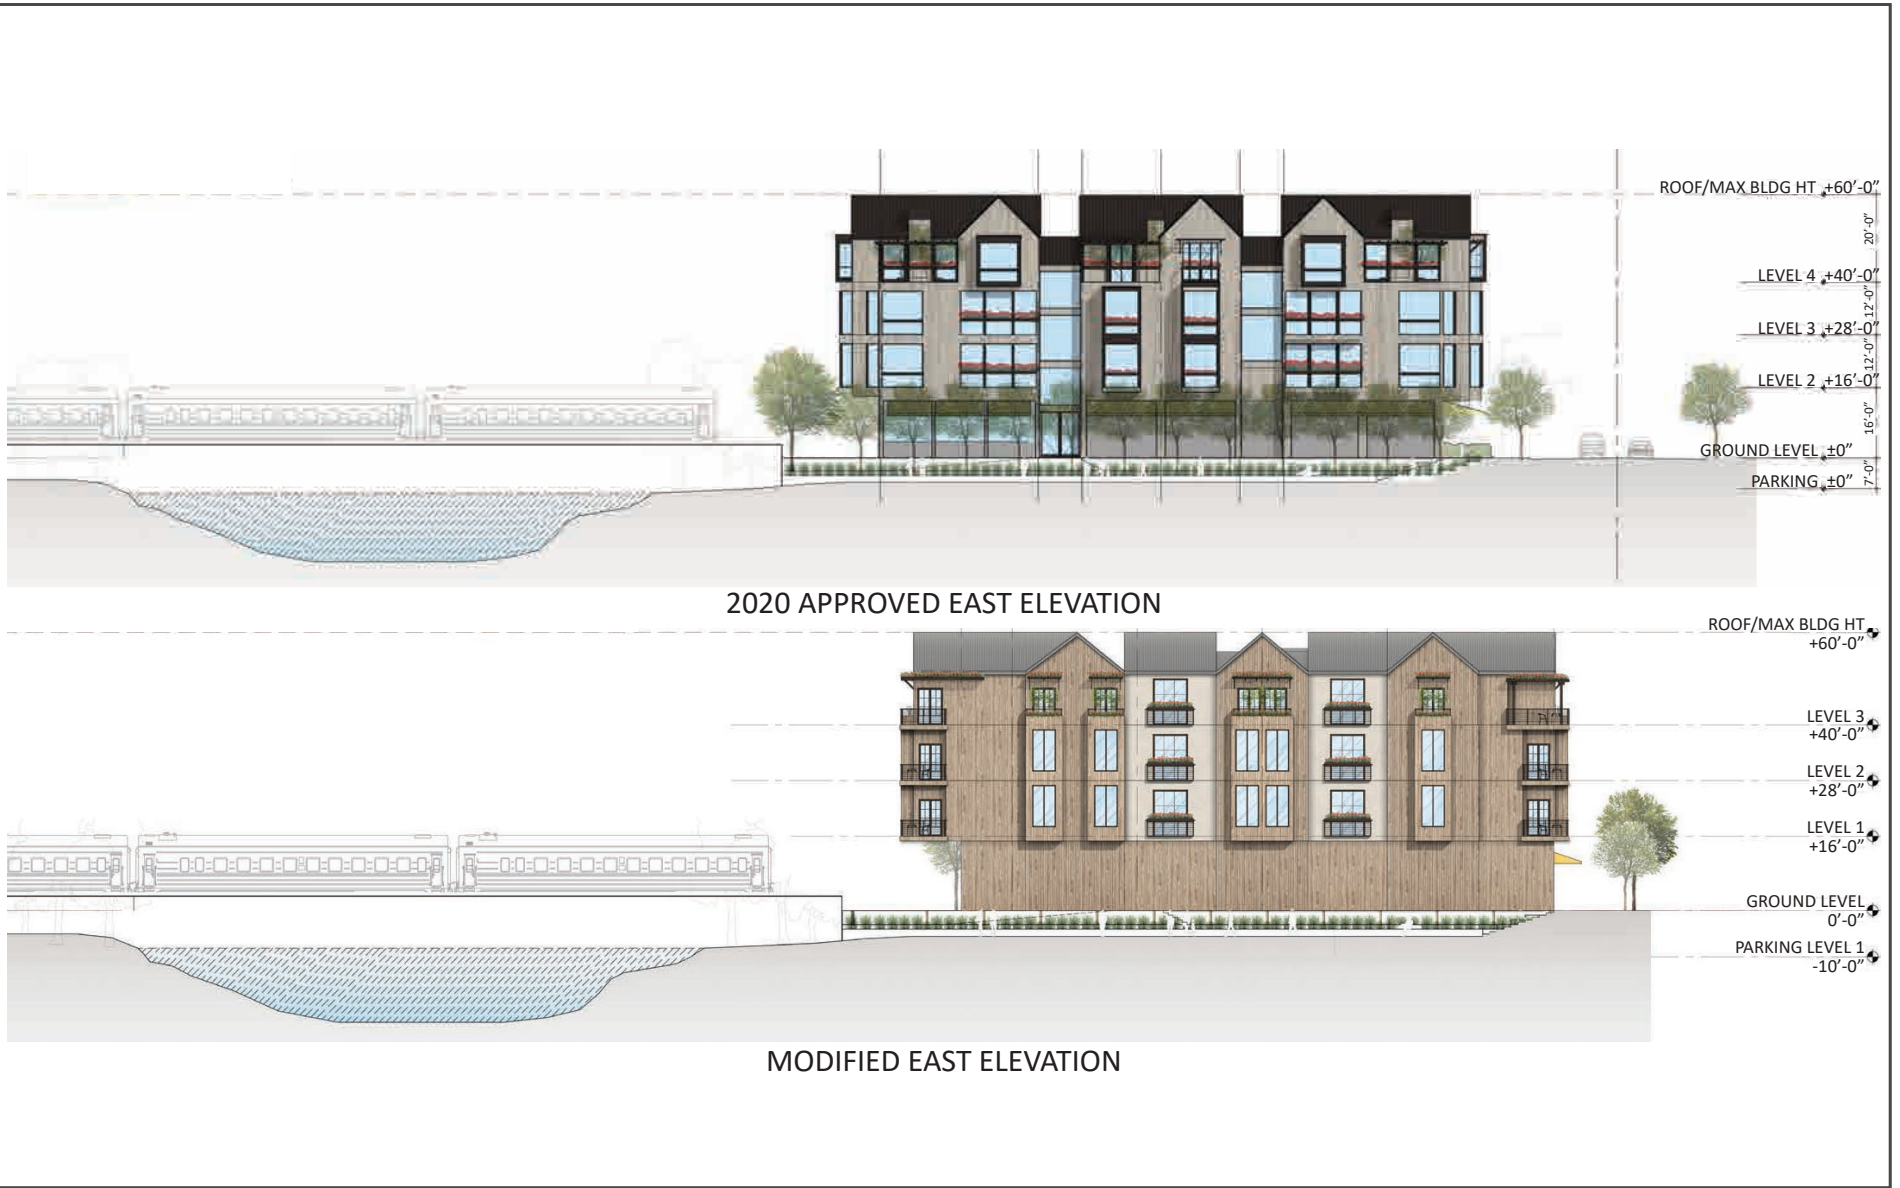 ROOF/MAX BLDG HT +60'-0"
20'-0"
LEVEL 4 +40'-0"
12'-0"
LEVEL 3 +28'-0"
12'-0"
LEVEL 2 +16'-0"
16'-0"
GROUND LEVEL ±0"
7'-0"
PARKING ±0"
2020 APPROVED EAST ELEVATION
ROOF/MAX BLDG HT
+60'-0"
LEVEL 3
+40'-0"
LEVEL 2
+28'-0"
LEVEL 1
+16'-0"
GROUND LEVEL
0'-0"
PARKING LEVEL 1
-10'-0"
MODIFIED EAST ELEVATION